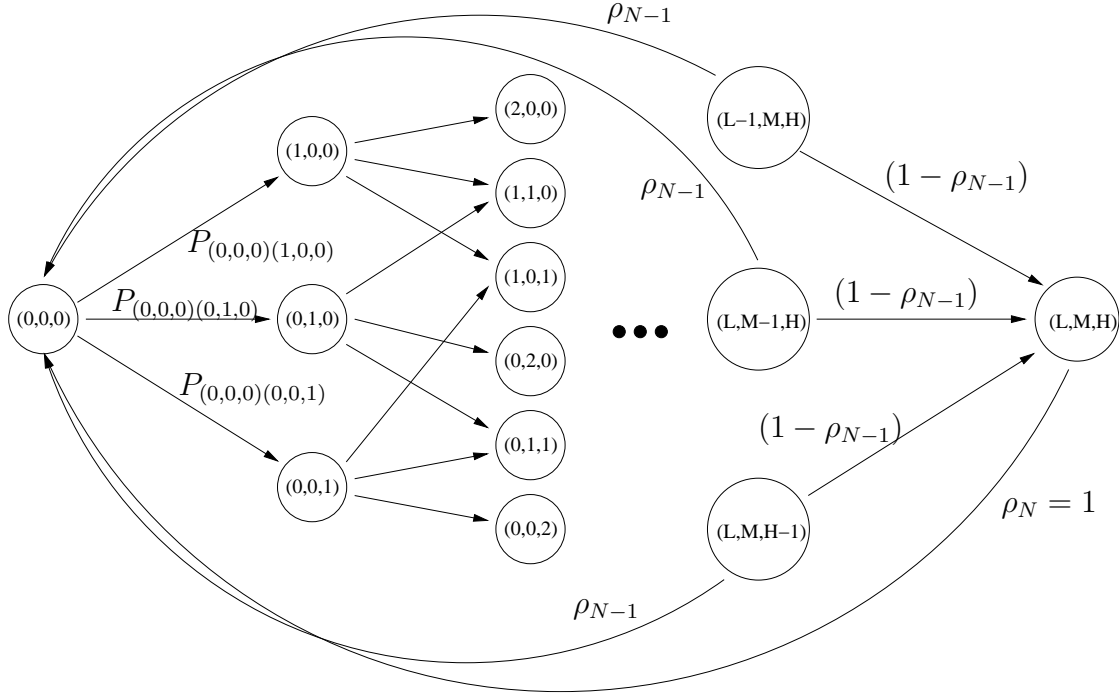 ρ_{N−1}
(2,0,0)
(L−1,M,H)
(1,0,0)
(1 − ρ_{N−1})
(1,1,0)
ρ_{N−1}
P_{(0,0,0)(1,0,0)}
(1,0,1)
P_{(0,0,0)(0,1,0)}
(1 − ρ_{N−1})
(0,0,0)
(0,1,0)
(L,M−1,H)
(L,M,H)
(0,2,0)
P_{(0,0,0)(0,0,1)}
(1 − ρ_{N−1})
(0,1,1)
(0,0,1)
ρ_N = 1
(0,0,2)
(L,M,H−1)
ρ_{N−1}